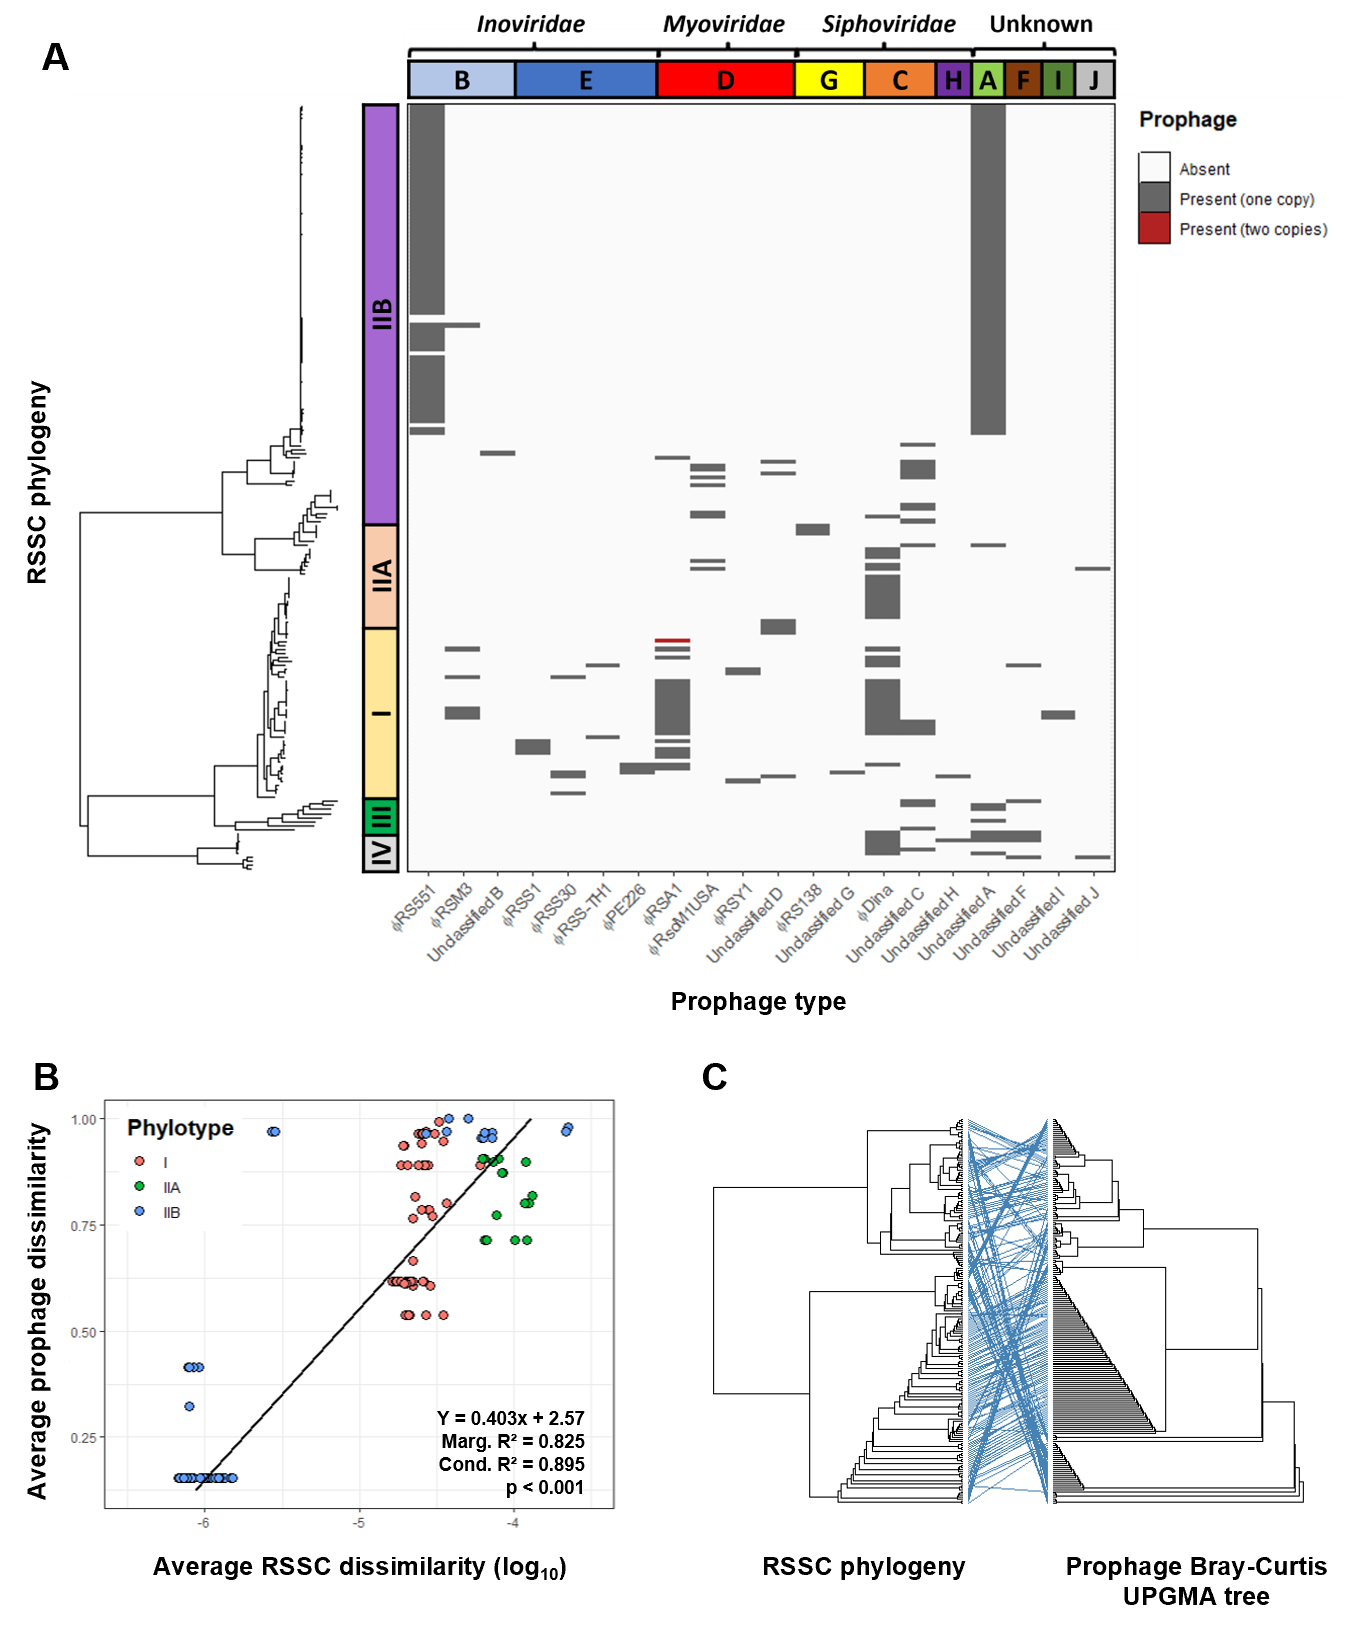 A
Inoviridae Myoviridae Siphoviridae Unknown
B E D G C H A F I J
Prophage
Absent
Present (one copy)
Present (two copies)
RSSC phylogeny
IIB
IIA
I
III
IV
ϕRS551
ϕRSM3
Unclassified B
ϕRSS1
ϕRSS30
ϕRSS-TH1
ϕPE226
ϕRSA1
ϕRsoM1USA
ϕRSY1
Unclassified D
ϕRS138
Unclassified G
ϕDina
Unclassified C
Unclassified H
Unclassified A
Unclassified F
Unclassified I
Unclassified J
Prophage type
B
Average prophage dissimilarity
1.00
0.75
0.50
0.25
Phylotype
I
IIA
IIB
Y = 0.403x + 2.57
Marg. R² = 0.825
Cond. R² = 0.895
p < 0.001
-6 -5 -4
Average RSSC dissimilarity (log₁₀)
C
RSSC phylogeny
Prophage Bray-Curtis
UPGMA tree